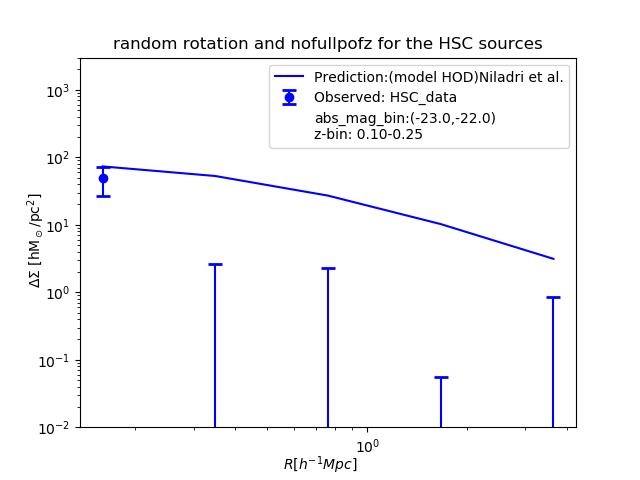 random rotation and nofullpofz for the HSC sources
Prediction:(model HOD)Niladri et al.
Observed: HSC_data
abs_mag_bin:(-23.0,-22.0)
z-bin: 0.10-0.25
10³
10²
10¹
10⁰
10⁻¹
10⁻²
ΔΣ [hM⊙/pc²]
10⁰
R[h⁻¹Mpc]